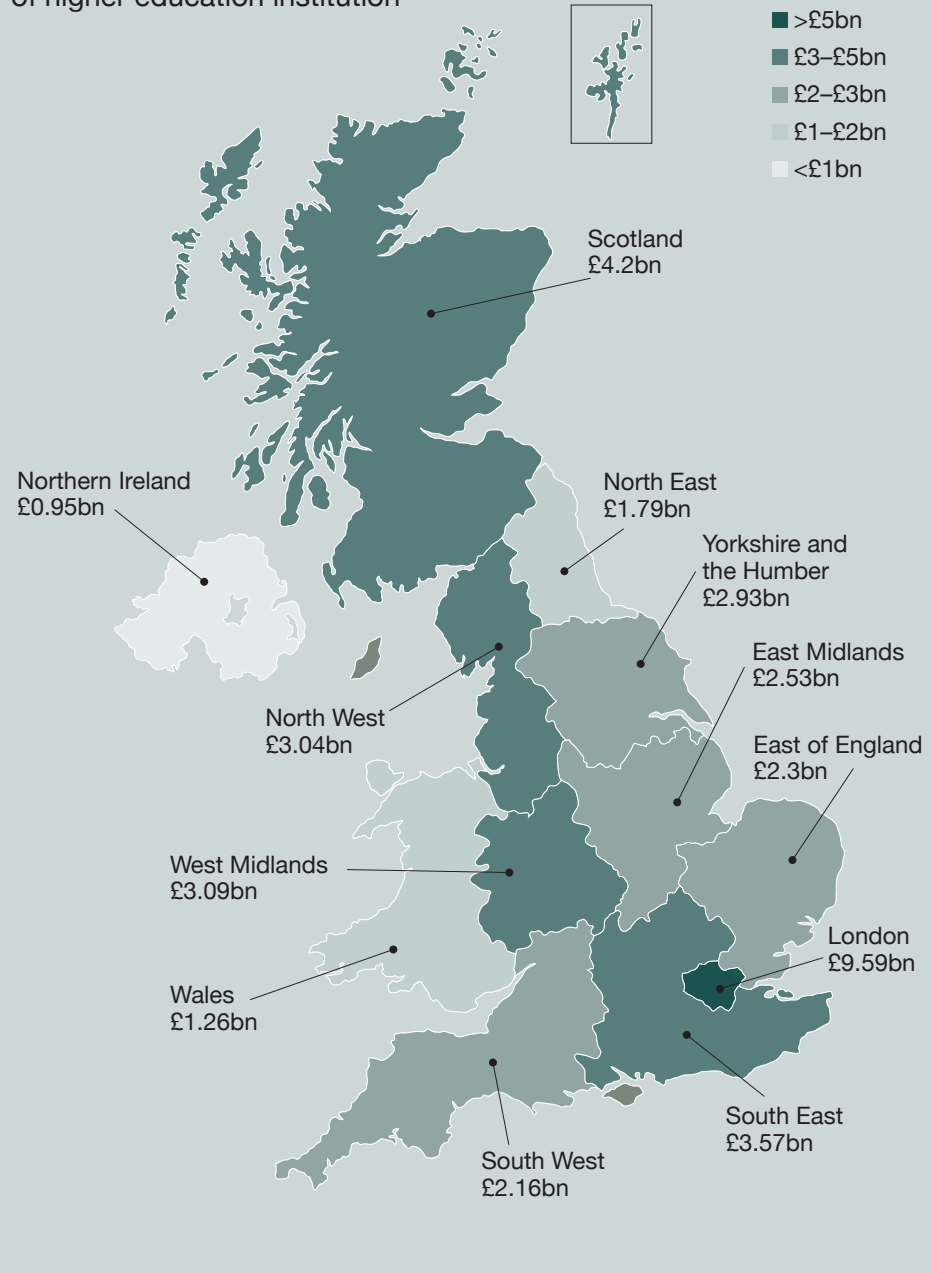 of higher education institution
>£5bn
£3–£5bn
£2–£3bn
£1–£2bn
<£1bn
Scotland
£4.2bn
Northern Ireland
£0.95bn
North East
£1.79bn
Yorkshire and
the Humber
£2.93bn
East Midlands
£2.53bn
North West
£3.04bn
East of England
£2.3bn
West Midlands
£3.09bn
London
£9.59bn
Wales
£1.26bn
South East
£3.57bn
South West
£2.16bn